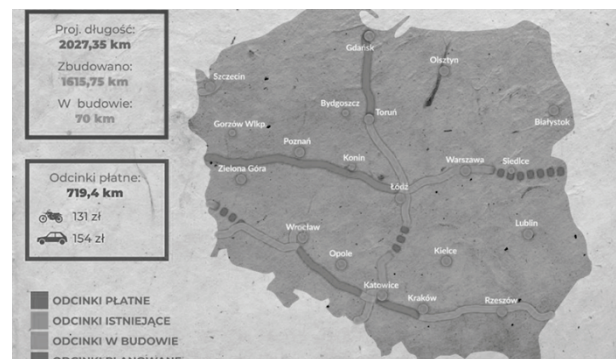 Proj. długość:
2027,35 km
Zbudowano:
1615,75 km
W budowie:
70 km
Odcinki płatne:
719,4 km
131 zł
154 zł
ODCINKI PŁATNE
ODCINKI ISTNIEJĄCE
ODCINKI W BUDOWIE
ODCINKI PLANOWANE
Gdańsk
Olsztyn
Szczecin
Bydgoszcz
Toruń
Białystok
Gorzów Wlkp.
Poznań
Konin
Warszawa
Siedlce
Zielona Góra
Łódź
Wrocław
Lublin
Opole
Kielce
Katowice
Kraków
Rzeszów